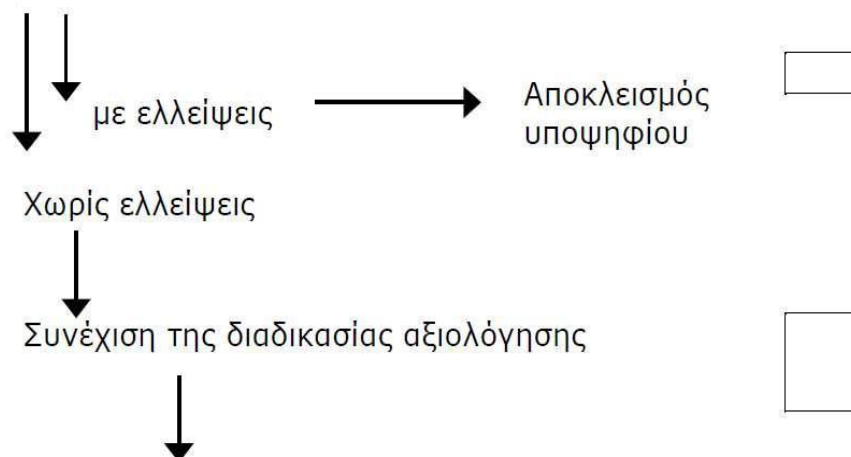 με ελλείψεις
Αποκλεισμός
υποψηφίου
Χωρίς ελλείψεις
Συνέχιση της διαδικασίας αξιολόγησης